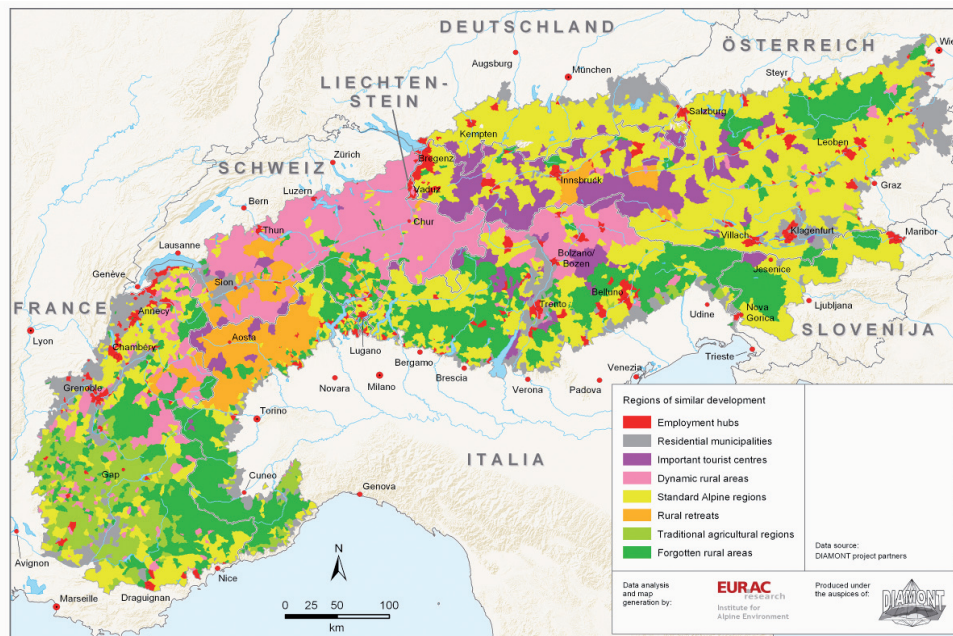 DEUTSCHLAND
ÖSTERREICH
Wien
Augsburg
München
Steyr
LIECHTEN-
STEIN
Salzburg
Kempten
Leoben
Zürich
Bregenz
SCHWEIZ
Innsbruck
Vaduz
Luzern
Graz
Bern
Chur
Thun
Villach
Klagenfurt
Maribor
Lausanne
Bolzano/
Bozen
Jesenice
Genéve
Sion
Belluno
FRANCE
Annecy
Trento
Nova
Gorica
Ljubljana
Udine
SLOVENIJA
Lyon
Aosta
Chambéry
Lugano
Bergamo
Trieste
Brescia
Venezia
Novara
Milano
Verona
Padova
Grenoble
Torino
ITALIA
Gap
Cuneo
Genova
Avignon
Nice
Draguignan
Marseille
N
0 25 50 100
km
Regions of similar development
Employment hubs
Residential municipalities
Important tourist centres
Dynamic rural areas
Standard Alpine regions
Rural retreats
Traditional agricultural regions
Forgotten rural areas
Data source:
DIAMONT project partners
Data analysis
and map
generation by:
EURAC
research
Institute for
Alpine Environment
Produced under
the auspices of:
DIAMONT